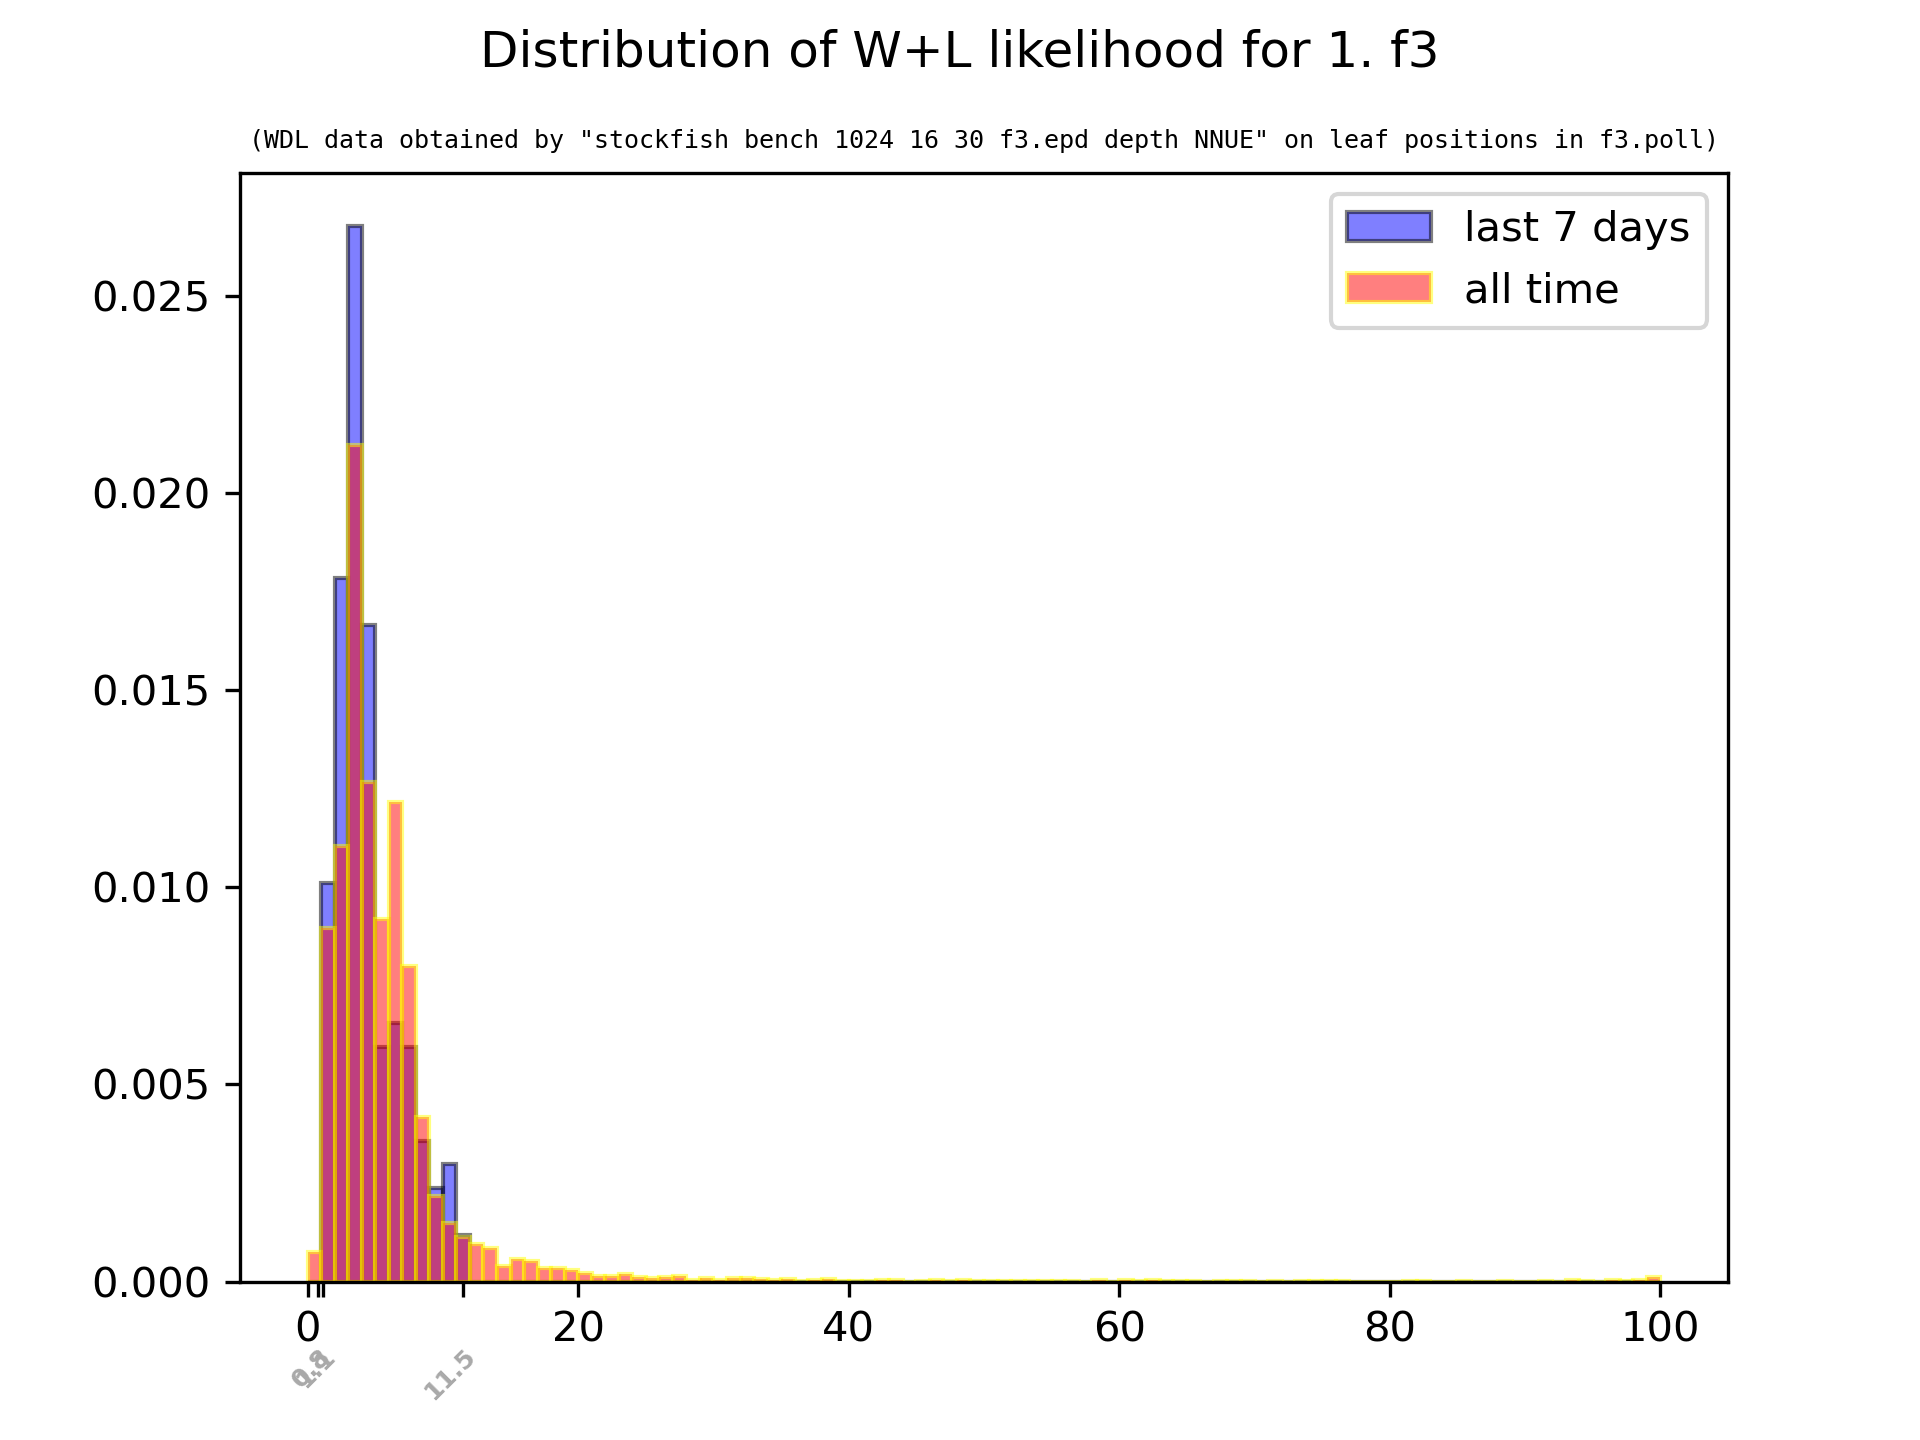 Distribution of W+L likelihood for 1. f3
(WDL data obtained by "stockfish bench 1024 16 30 f3.epd depth NNUE" on leaf positions in f3.poll)
last 7 days
all time
0.025
0.020
0.015
0.010
0.005
0.000
0 20 40 60 80 100
11.5